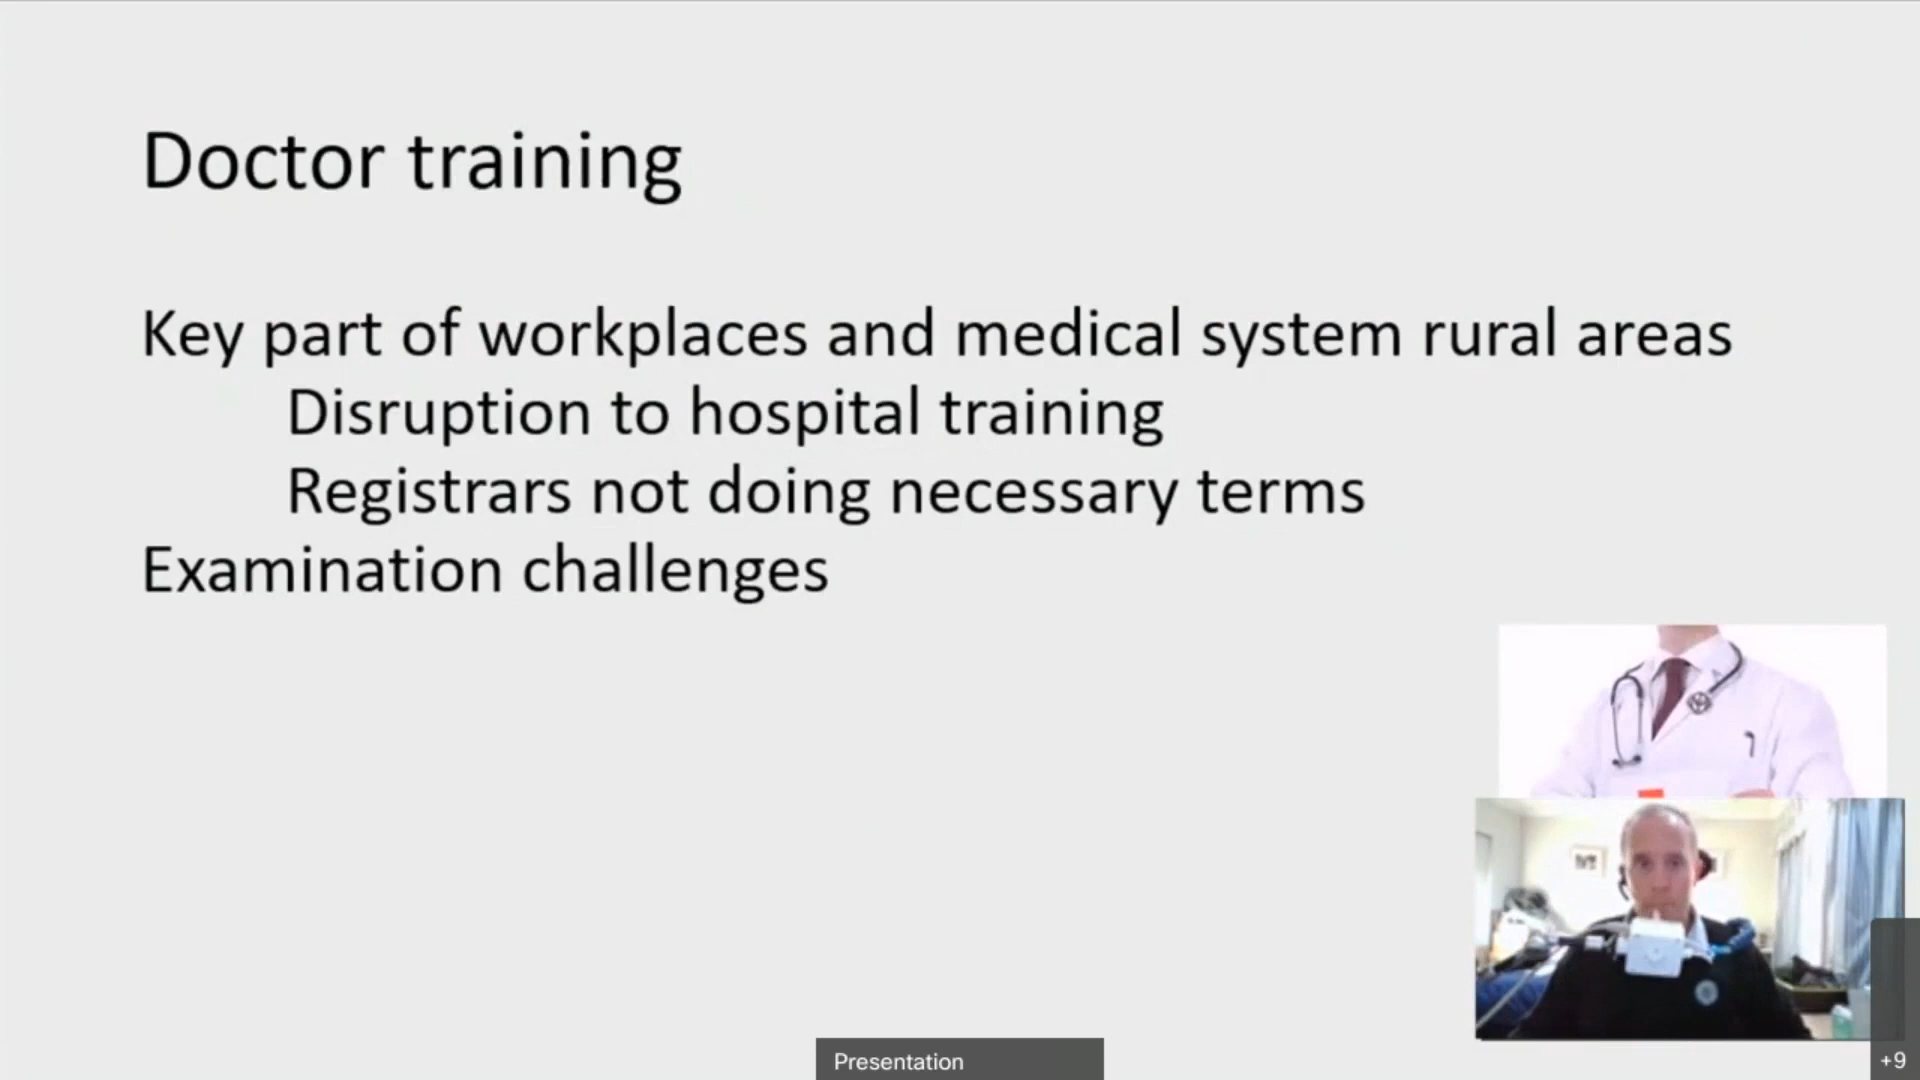 Doctor training
Key part of workplaces and medical system rural areas
Disruption to hospital training
Registrars not doing necessary terms
Examination challenges
Presentation
+9